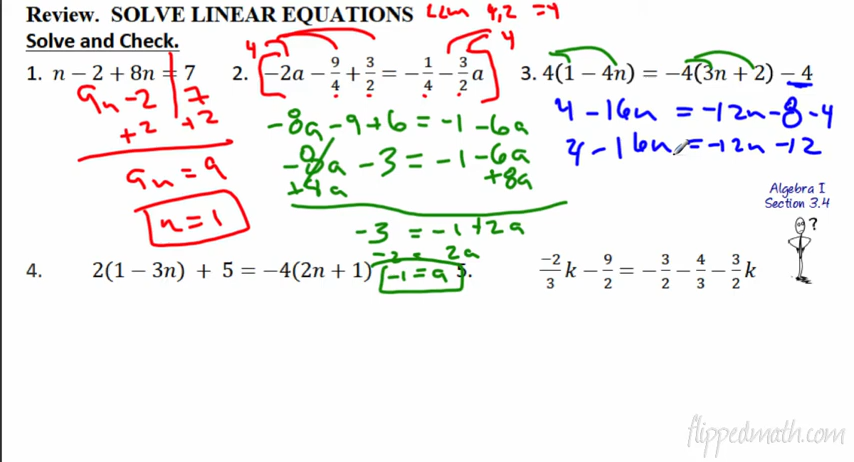 Review. SOLVE LINEAR EQUATIONS LCM 4,2 = 4
Solve and Check.
1. n − 2 + 8n = 7
9n − 2 | 7
+2 +2
9n = 9
n = 1
2. 4[−2a − 9/4 + 3/2 = −1/4 − 3/2 a] 4
−8a − 9 + 6 = −1 − 6a
−8a − 3 = −1 − 6a
+8a +8a
−3 = −1 + 2a
−2 = 2a
−1 = a
3. 4(1 − 4n) = −4(3n + 2) − 4
4 − 16n = −12n − 8 − 4
4 − 16n = −12n − 12
Algebra I
Section 3.4
?
4. 2(1 − 3n) + 5 = −4(2n + 1)
5. −2/3 k − 9/2 = −3/2 − 4/3 − 3/2 k
flippedmath.com